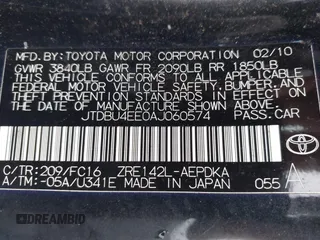 MFD. BY: TOYOTA MOTOR CORPORATION 02/10
GVWR 3840LB GAWR FR 2090LB RR 1850LB
THIS VEHICLE CONFORMS TO ALL APPLICABLE
FEDERAL MOTOR VEHICLE SAFETY, BUMPER, AND
THEFT PREVENTION STANDARDS IN EFFECT ON
THE DATE OF MANUFACTURE SHOWN ABOVE.
JTDBU4EE0AJ060574 PASS.CAR
C/TR:209/FC16 ZRE142L-AEPDKA
A/TM:-05A/U341E MADE IN JAPAN 055 A
TOYOTA
DREAMBID